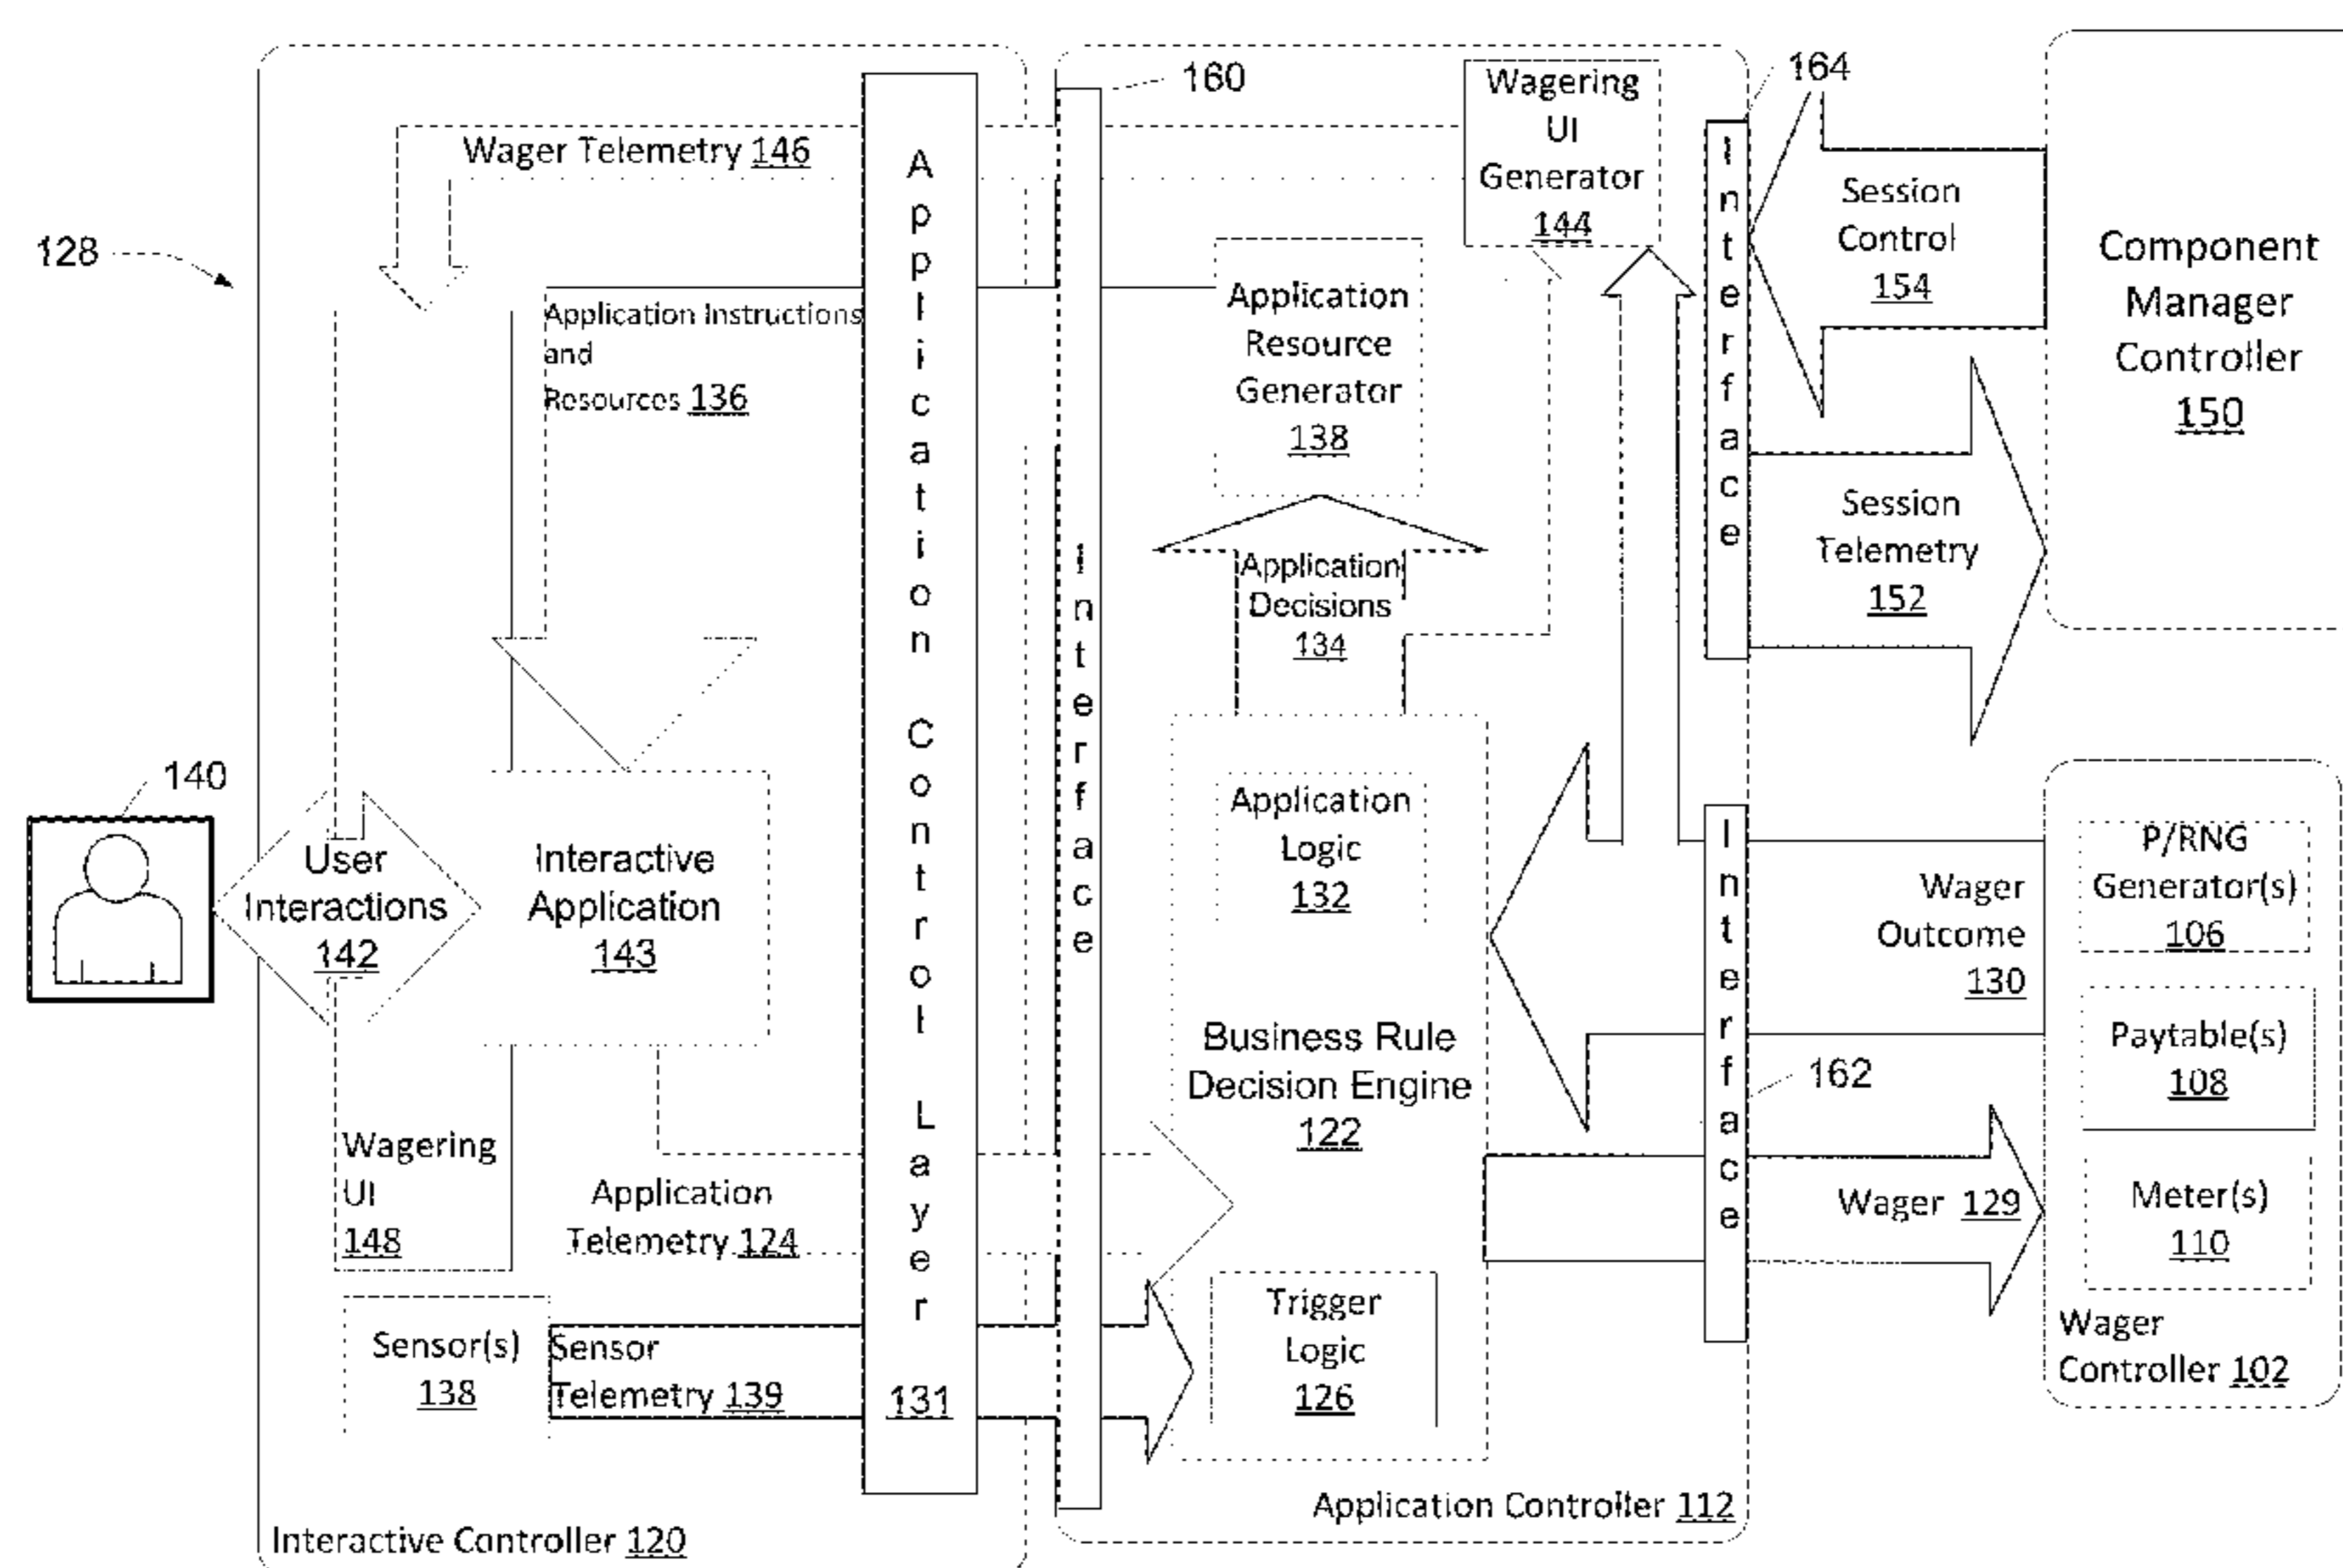 128
140
Wager Telemetry 146
Application Instructions
and
Resources 136
User
Interactions
142
Interactive
Application
143
Wagering
UI
148
Application
Telemetry 124
Sensor(s)
138
Sensor
Telemetry 139
Interactive Controller 120
Application Control Layer
131
160
Interface
Wagering
UI
Generator
144
Application
Resource
Generator
138
Application
Decisions
134
Application
Logic
132
Business Rule
Decision Engine
122
Trigger
Logic
126
Application Controller 112
164
Interface
Session
Control
154
Session
Telemetry
152
Component
Manager
Controller
150
Interface
162
Wager
Outcome
130
Wager 129
P/RNG
Generator(s)
106
Paytable(s)
108
Meter(s)
110
Wager
Controller 102